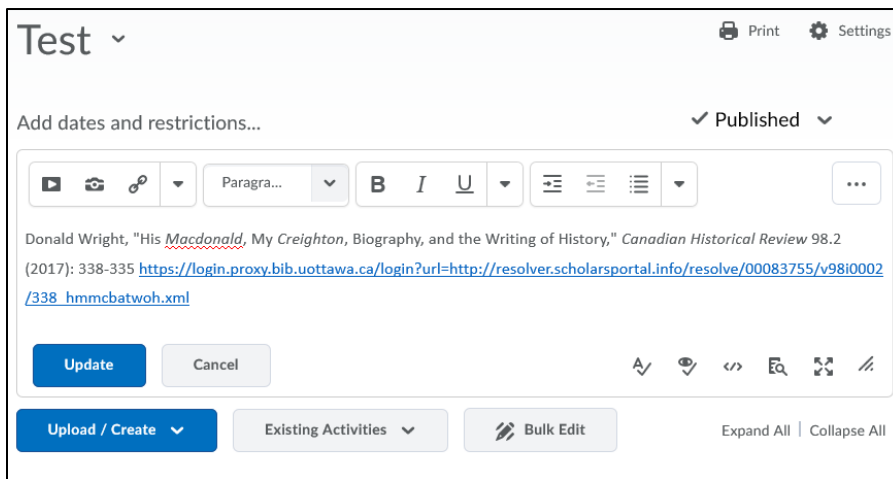 Test
Print
Settings
Add dates and restrictions...
Published
Paragra...
B I U
Donald Wright, "His Macdonald, My Creighton, Biography, and the Writing of History," Canadian Historical Review 98.2
(2017): 338-335 https://login.proxy.bib.uottawa.ca/login?url=http://resolver.scholarsportal.info/resolve/00083755/v98i0002
/338_hmmcbatwoh.xml
Update
Cancel
Upload / Create
Existing Activities
Bulk Edit
Expand All | Collapse All